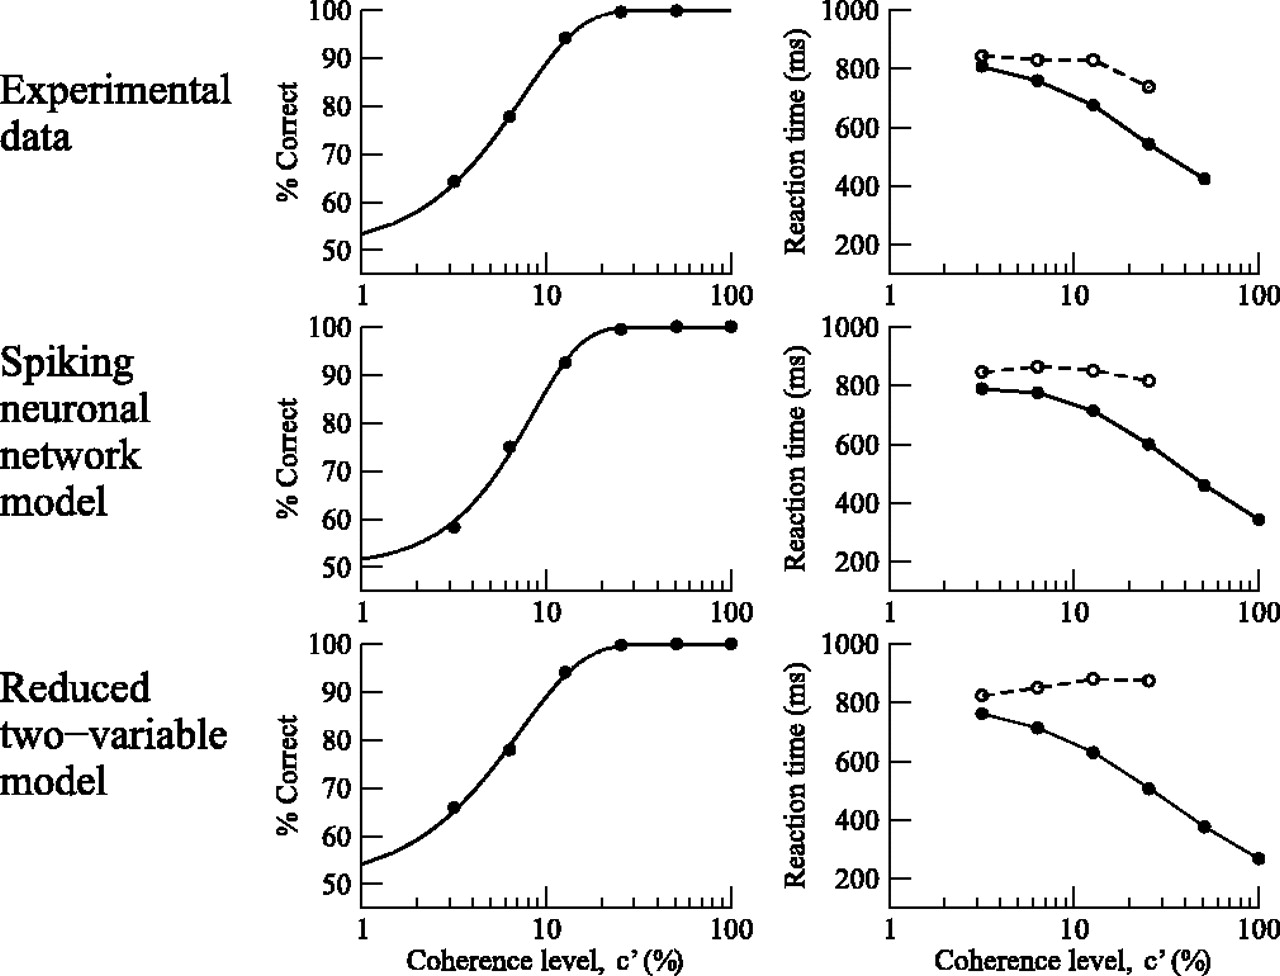 Experimental
data
% Correct
100
90
80
70
60
50
1 10 100
Reaction time (ms)
1000
800
600
400
200
1 10 100
Spiking
neuronal
network
model
% Correct
100
90
80
70
60
50
1 10 100
Reaction time (ms)
1000
800
600
400
200
1 10 100
Reduced
two−variable
model
% Correct
100
90
80
70
60
50
1 10 100
Coherence level, c’ (%)
Reaction time (ms)
1000
800
600
400
200
1 10 100
Coherence level, c’ (%)